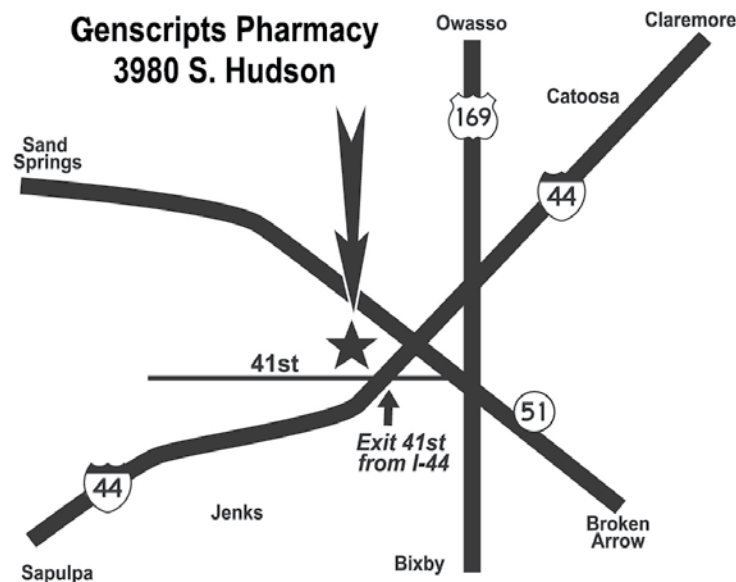 Genscripts Pharmacy
3980 S. Hudson
Owasso
Claremore
Catoosa
169
Sand
Springs
44
41st
51
Exit 41st
from I-44
44
Jenks
Broken
Arrow
Bixby
Sapulpa